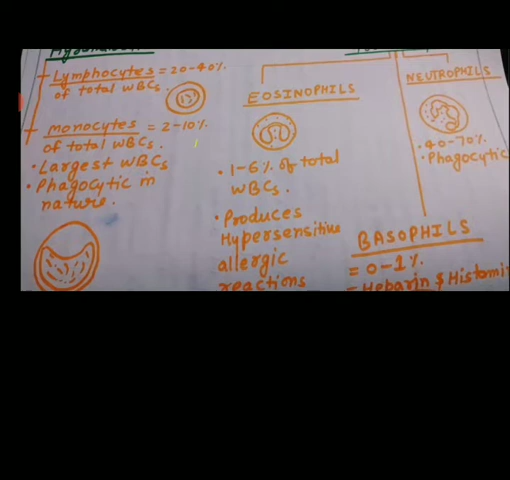 Lymphocytes = 20-40%
of total WBCs.
monocytes = 2-10%
of total WBCs.
• Largest WBCs
• Phagocytic in
nature.
EOSINOPHILS
• 1-6% of total
WBCs.
• Produces
Hypersensitive
allergic
reactions
NEUTROPHILS
• 40-70%
• Phagocytic
BASOPHILS
= 0-1%
= Heparin $ Histami